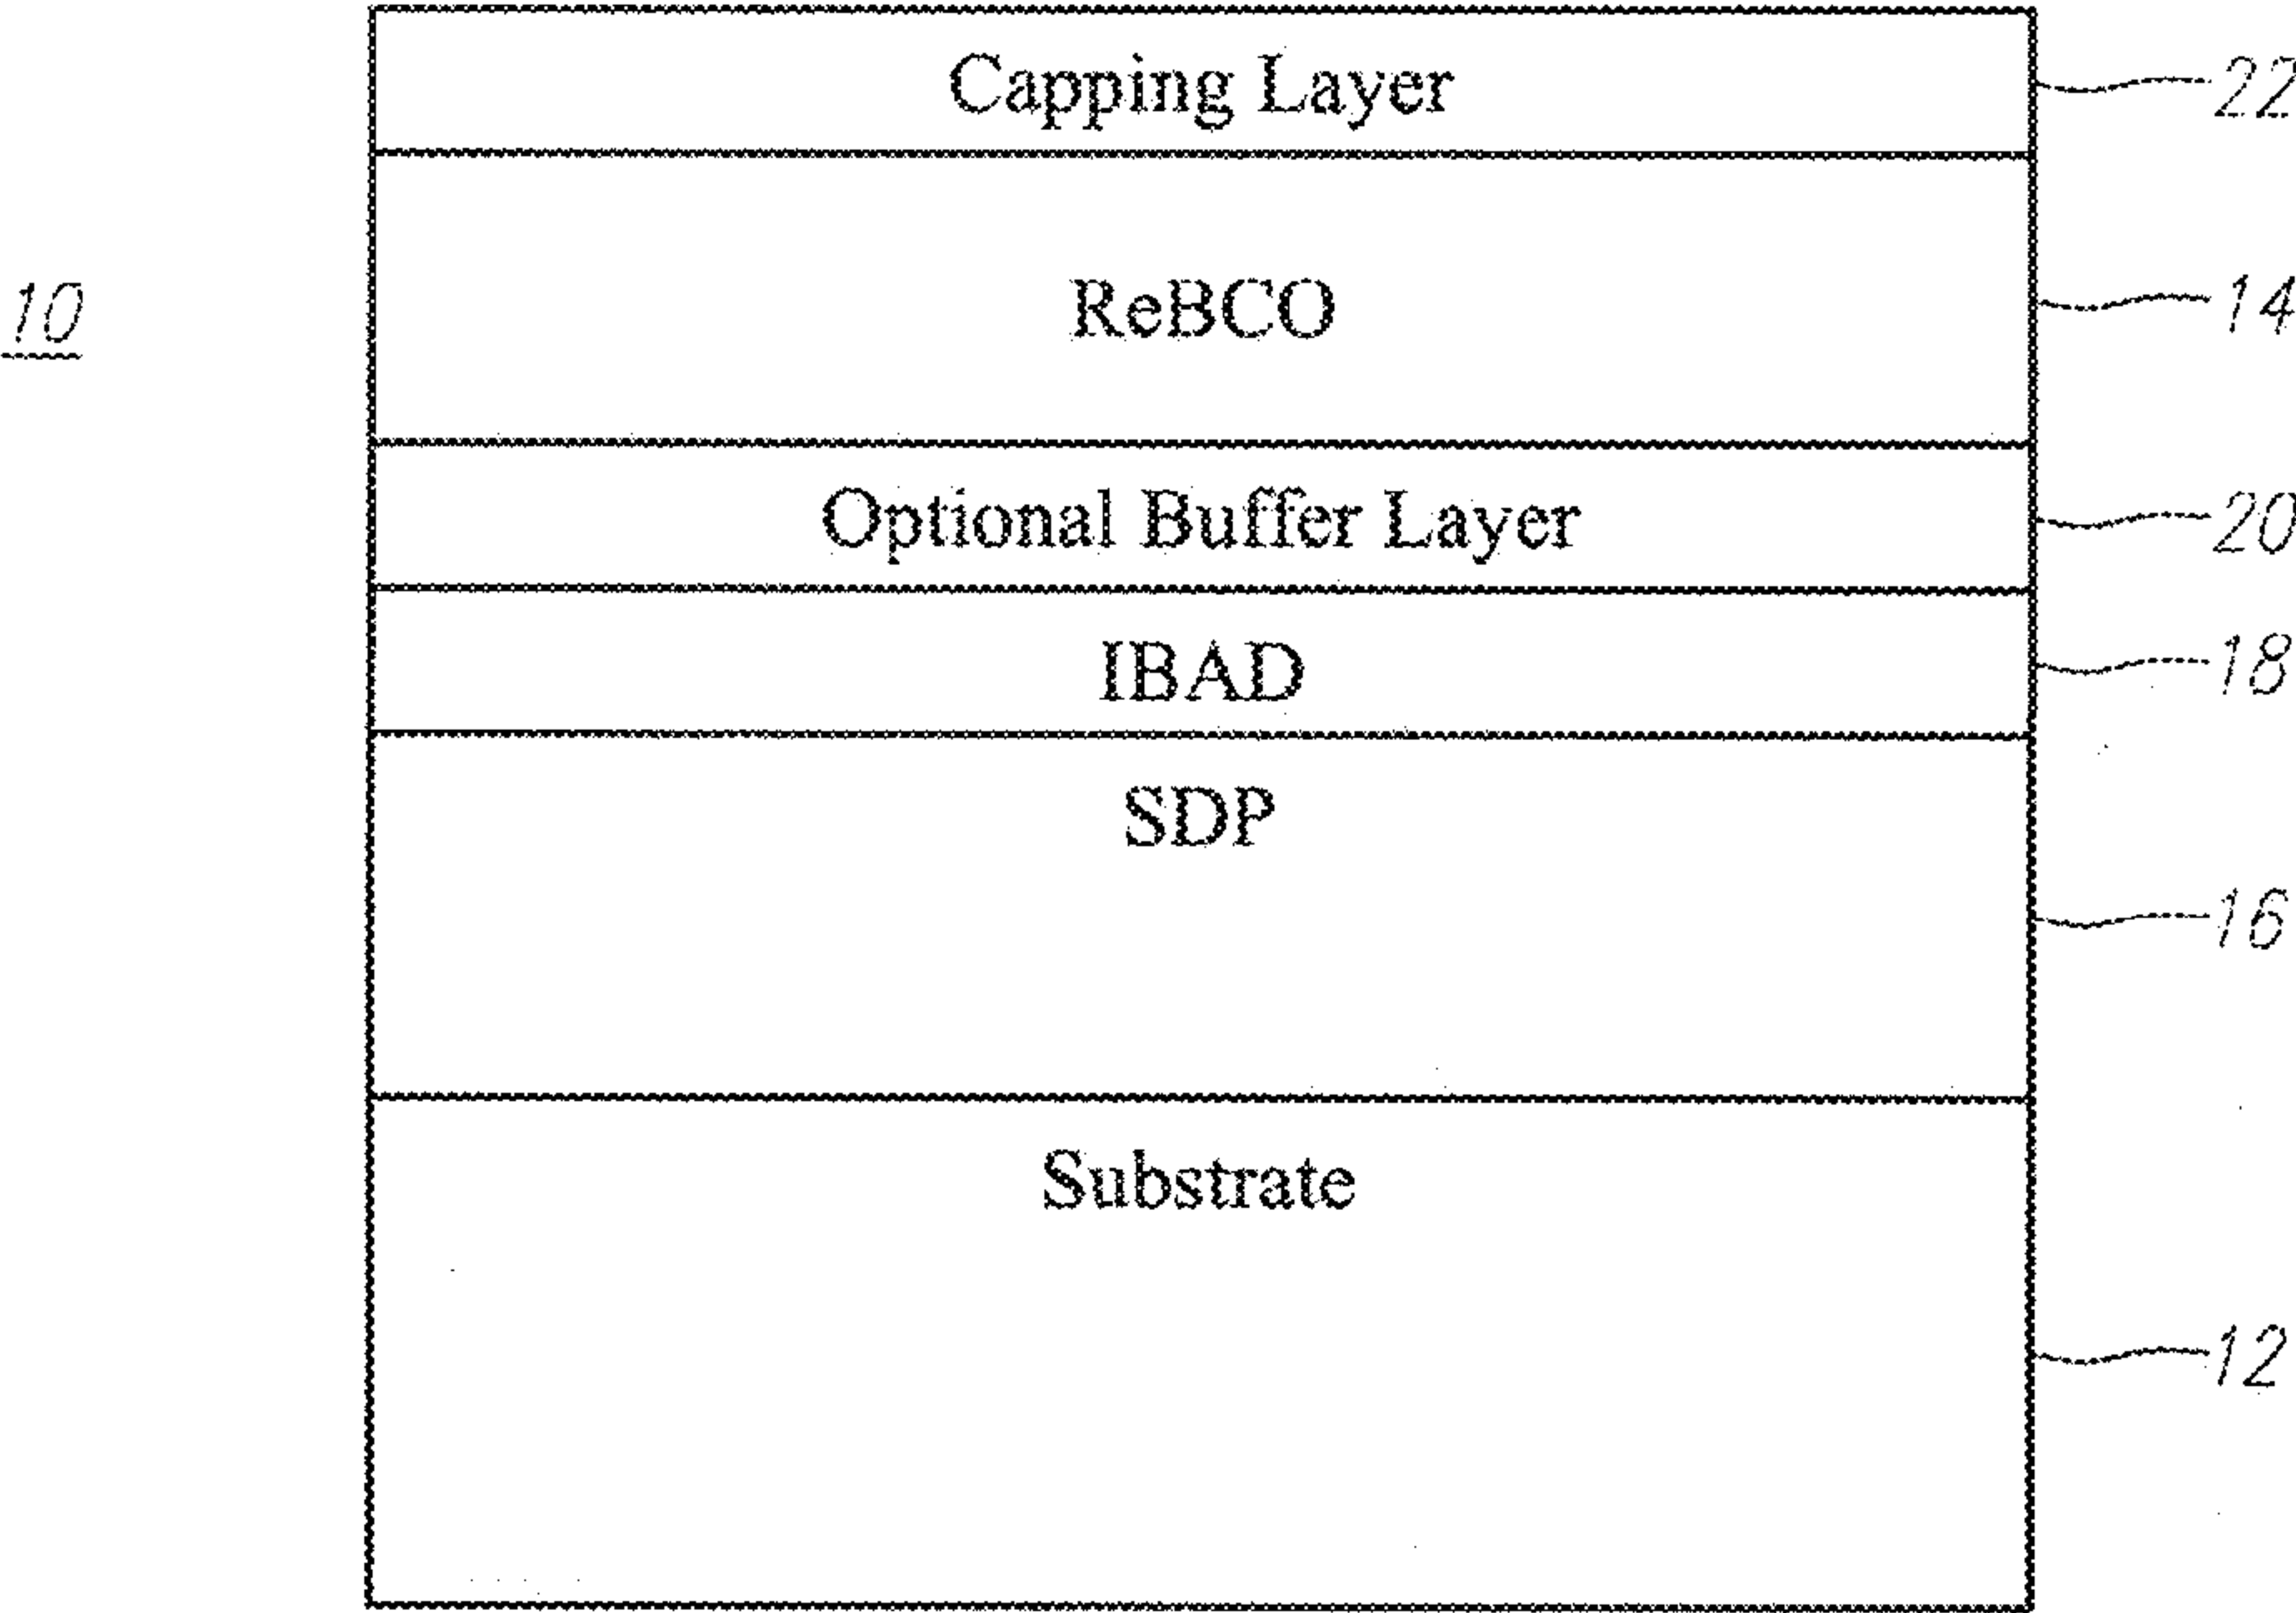 Capping Layer 22
10
ReBCO 14
Optional Buffer Layer 20
IBAD 18
SDP
16
Substrate
12